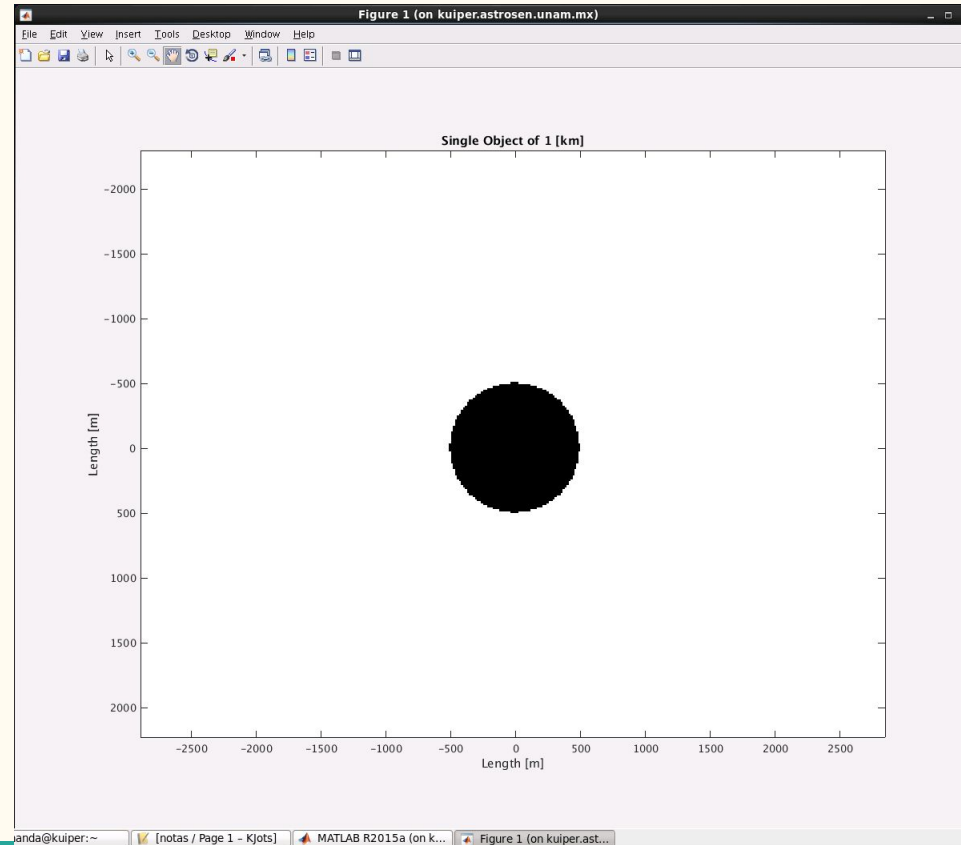 Figure 1 (on kuiper.astrosen.unam.mx)
File Edit View Insert Tools Desktop Window Help
Single Object of 1 [km]
-2000
-1500
-1000
-500
0
500
1000
1500
2000
Length [m]
-2500 -2000 -1500 -1000 -500 0 500 1000 1500 2000 2500
Length [m]
anda@kuiper:~ [notas / Page 1 – KJots] MATLAB R2015a (on k... Figure 1 (on kuiper.ast...